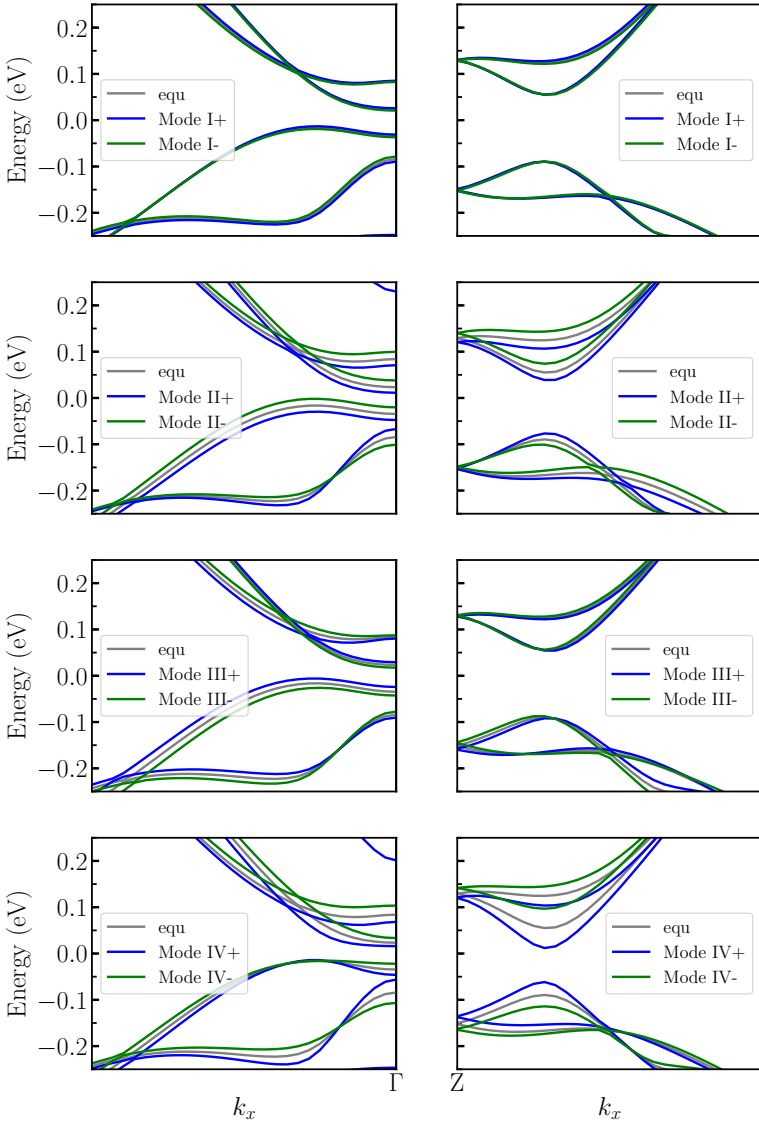 Energy (eV)
0.2
0.1
0.0
−0.1
−0.2
equ
Mode I+
Mode I-
equ
Mode I+
Mode I-
Energy (eV)
0.2
0.1
0.0
−0.1
−0.2
equ
Mode II+
Mode II-
equ
Mode II+
Mode II-
Energy (eV)
0.2
0.1
0.0
−0.1
−0.2
equ
Mode III+
Mode III-
equ
Mode III+
Mode III-
Energy (eV)
0.2
0.1
0.0
−0.1
−0.2
equ
Mode IV+
Mode IV-
equ
Mode IV+
Mode IV-
Γ
Z
k_x
k_x